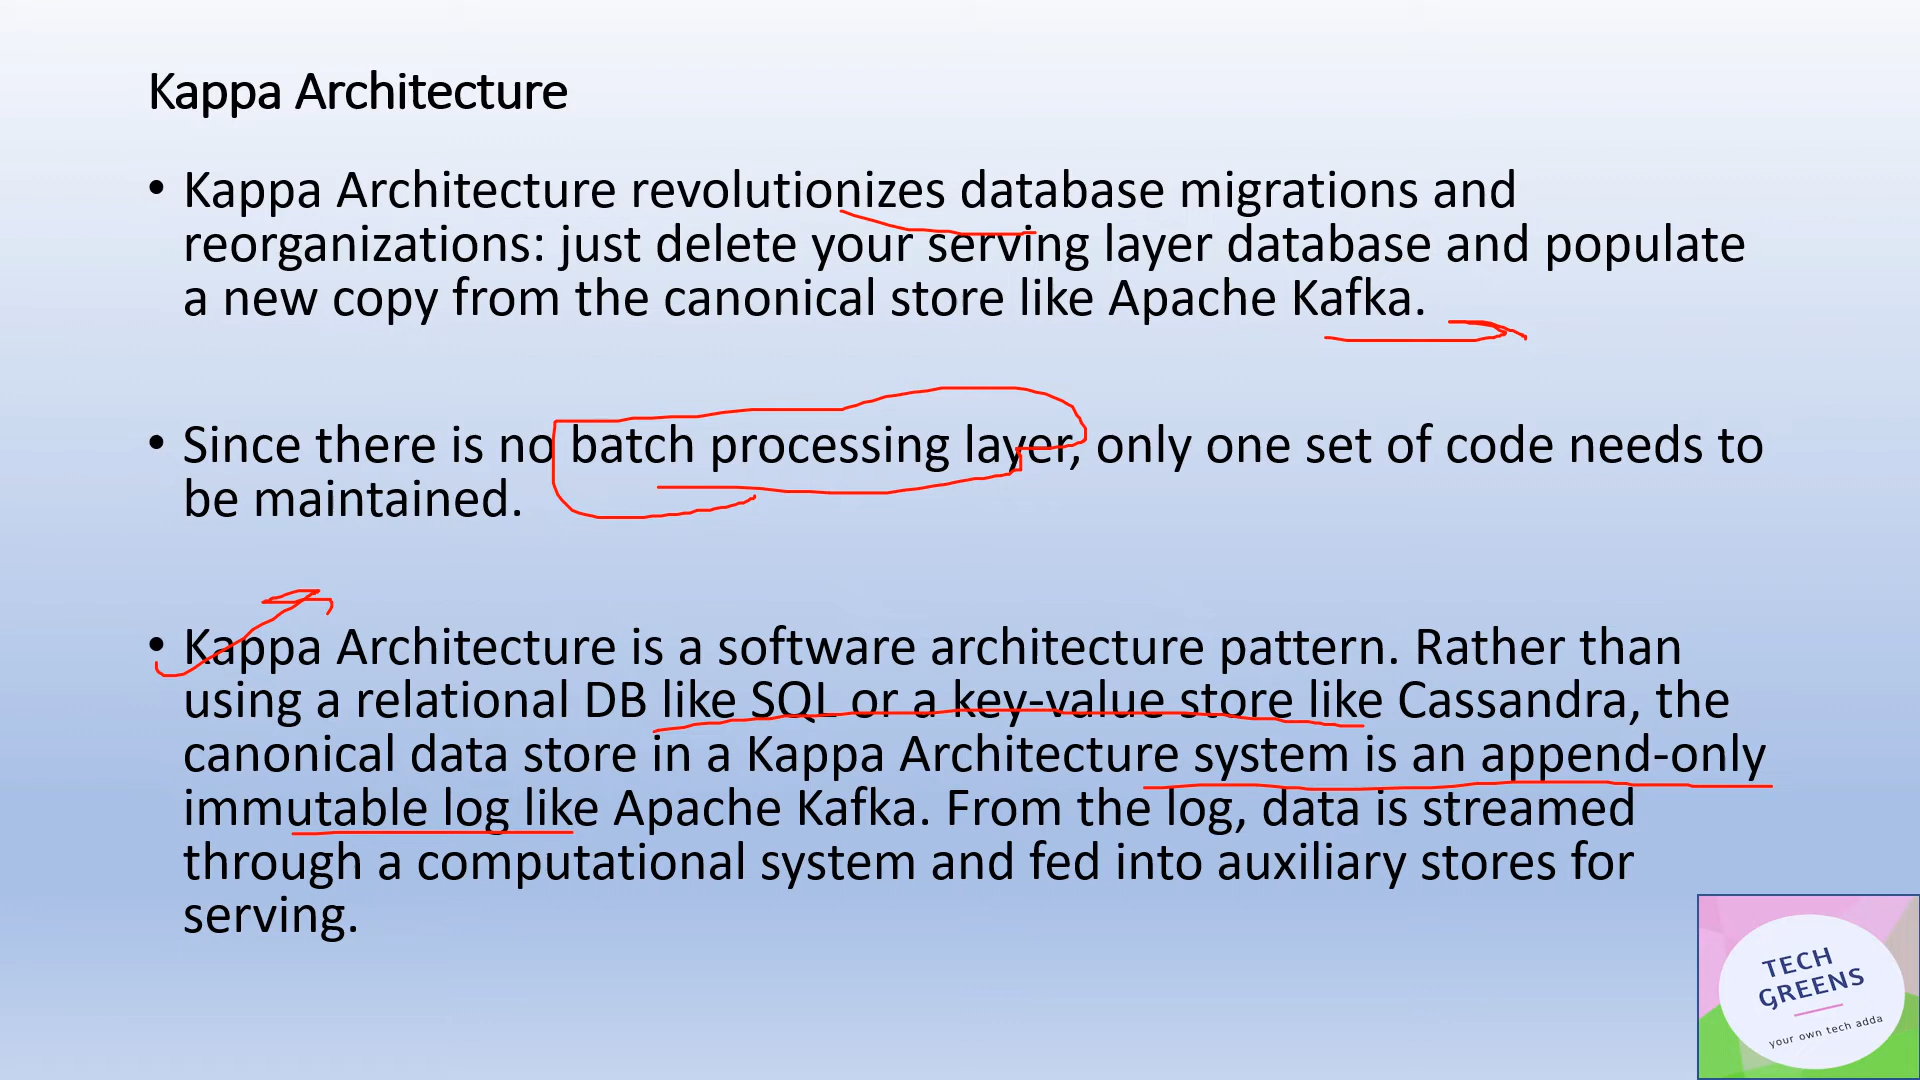 Kappa Architecture
• Kappa Architecture revolutionizes database migrations and
reorganizations: just delete your serving layer database and populate
a new copy from the canonical store like Apache Kafka.
• Since there is no batch processing layer, only one set of code needs to
be maintained.
• Kappa Architecture is a software architecture pattern. Rather than
using a relational DB like SQL or a key-value store like Cassandra, the
canonical data store in a Kappa Architecture system is an append-only
immutable log like Apache Kafka. From the log, data is streamed
through a computational system and fed into auxiliary stores for
serving.
TECH
GREENS
your own tech adda